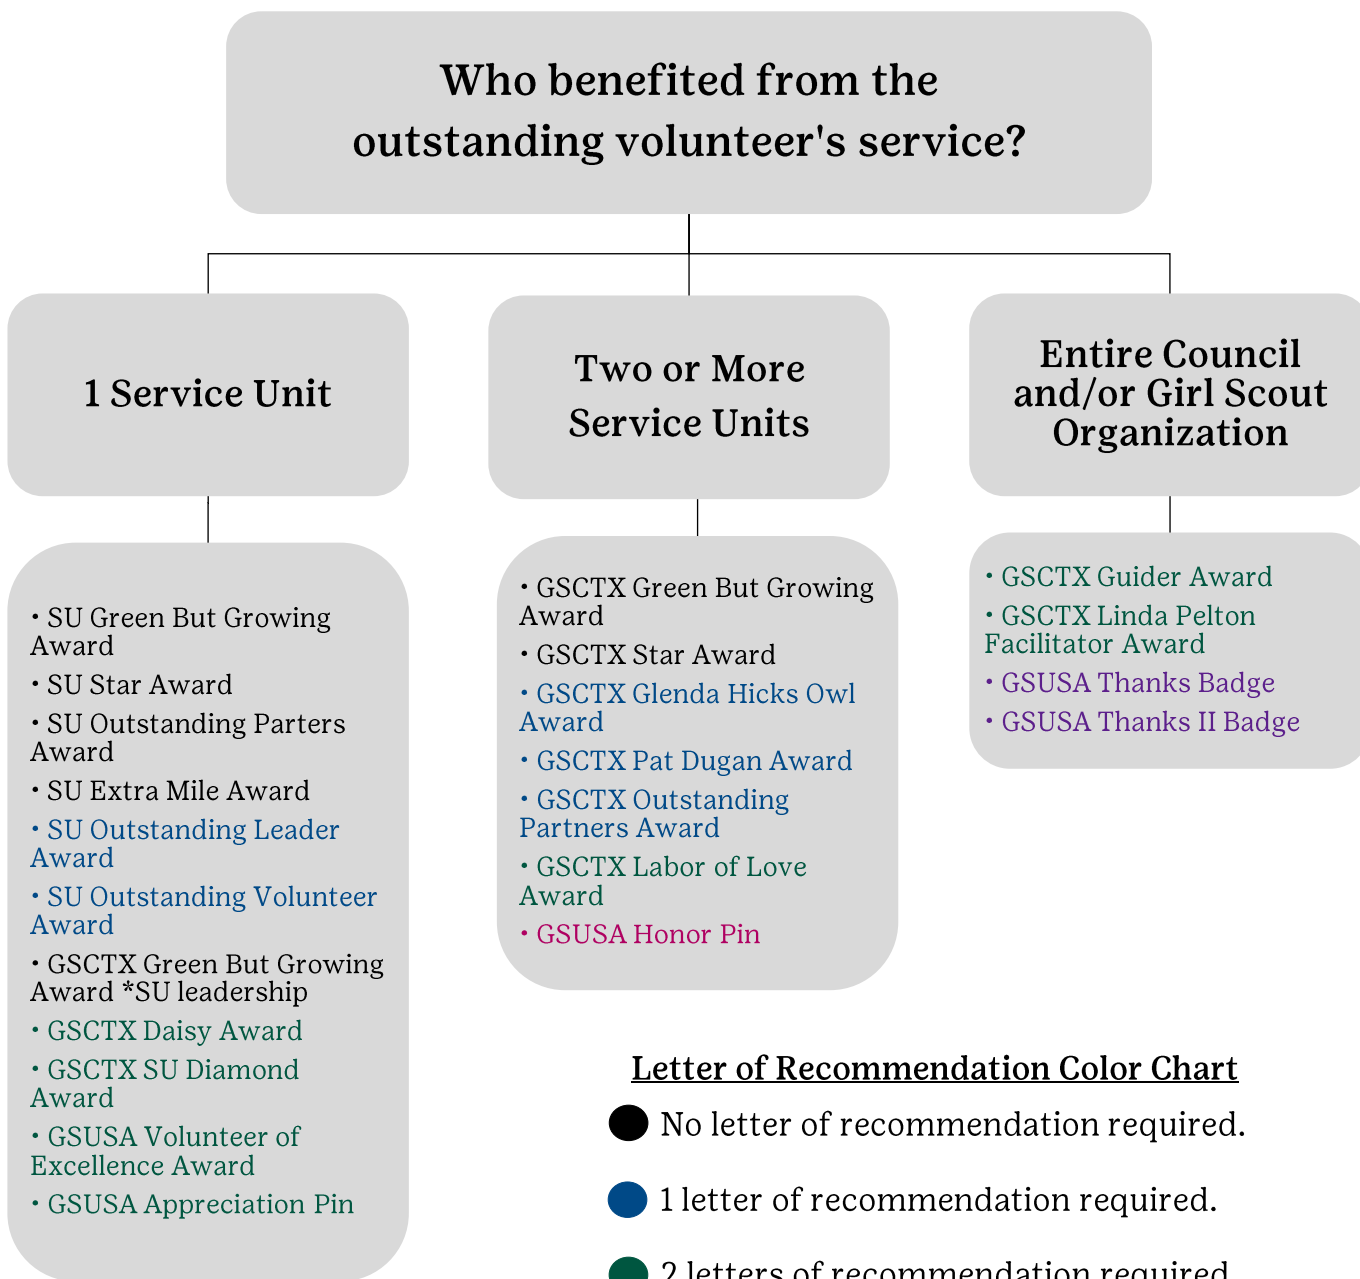 Who benefited from the
outstanding volunteer's service?
1 Service Unit
• SU Green But Growing
Award
• SU Star Award
• SU Outstanding Parters
Award
• SU Extra Mile Award
• SU Outstanding Leader
Award
• SU Outstanding Volunteer
Award
• GSCTX Green But Growing
Award *SU leadership
• GSCTX Daisy Award
• GSCTX SU Diamond
Award
• GSUSA Volunteer of
Excellence Award
• GSUSA Appreciation Pin
Two or More
Service Units
• GSCTX Green But Growing
Award
• GSCTX Star Award
• GSCTX Glenda Hicks Owl
Award
• GSCTX Pat Dugan Award
• GSCTX Outstanding
Partners Award
• GSCTX Labor of Love
Award
• GSUSA Honor Pin
Entire Council
and/or Girl Scout
Organization
• GSCTX Guider Award
• GSCTX Linda Pelton
Facilitator Award
• GSUSA Thanks Badge
• GSUSA Thanks II Badge
Letter of Recommendation Color Chart
No letter of recommendation required.
1 letter of recommendation required.
2 letters of recommendation required